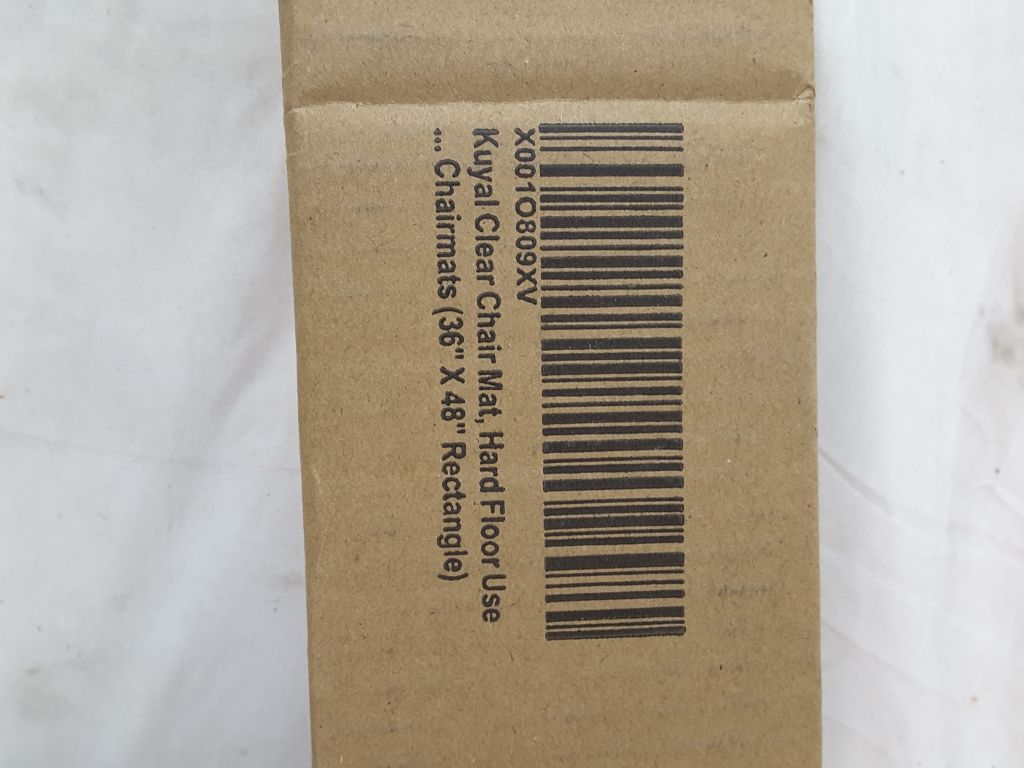 X001O809XV
Kuyal Clear Chair Mat, Hard Floor Use
... Chairmats (36" X 48" Rectangle)